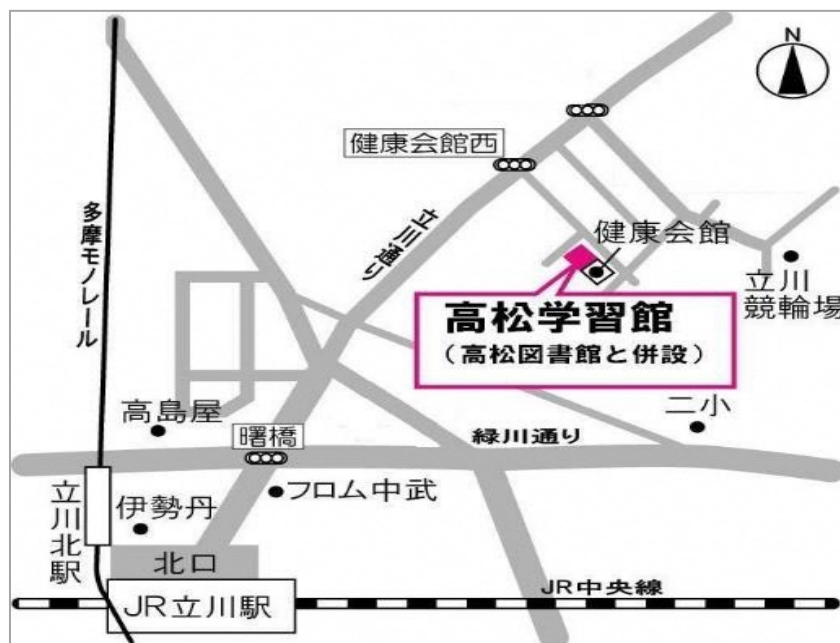 N
健康会館西
多摩モノレール
立川通り
健康会館
立川
競輪場
高松学習館
（高松図書館と併設）
二小
高島屋
曙橋
緑川通り
フロム中武
立川北駅
伊勢丹
北口
JR中央線
JR立川駅